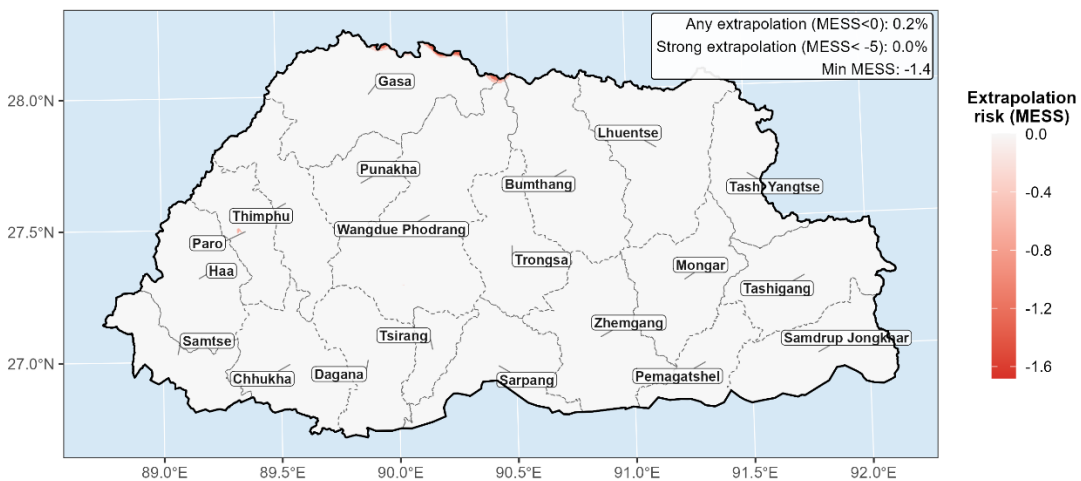 Any extrapolation (MESS<0): 0.2%
Strong extrapolation (MESS< -5): 0.0%
Min MESS: -1.4
Gasa
Lhuentse
Punakha
Bumthang
Tash Yangtse
Thimphu
Wangdue Phodrang
Paro
Haa
Trongsa
Mongar
Tashigang
Samtse
Tsirang
Zhemgang
Samdrup Jongkhar
Chhukha
Dagana
Sarpang
Pemagatshel
28.0°N
27.5°N
27.0°N
89.0°E 89.5°E 90.0°E 90.5°E 91.0°E 91.5°E 92.0°E
Extrapolation
risk (MESS)
0.0
-0.4
-0.8
-1.2
-1.6